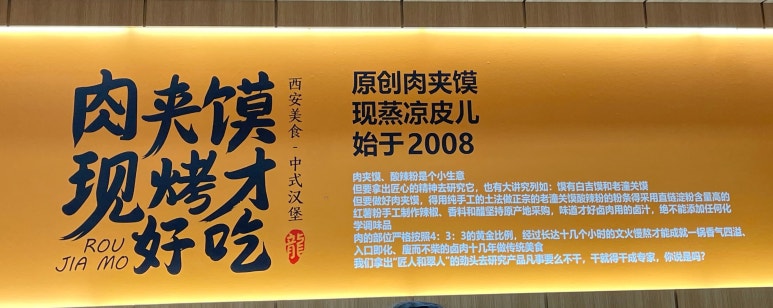 肉夹馍
现烤才
好吃
ROU
JIA MO
西安美食-中式汉堡
龍
原创肉夹馍
现蒸凉皮儿
始于2008
肉夹馍、酸辣粉是个小生意
但要拿出匠心的精神去研究它，也有大讲究列如：馍有白吉馍和老潼关馍
但要做好肉夹馍，得用纯手工的土法做正宗的老潼关馍酸辣粉的粉条得采用直链淀粉含量高的
红薯粉手工制作辣椒、香料和醋坚持原产地采购，味道才好卤肉用的卤汁，绝不能添加任何化
学调味品
肉的部位严格按照4：3：3的黄金比例，经过长达十几个小时的文火慢熬才能成就一锅香气四溢、
入口即化、瘦而不柴的卤肉十几年做传统美食
我们拿出“匠人和职人”的劲头去研究产品凡事要么不干，干就得干成专家，你说是吗？